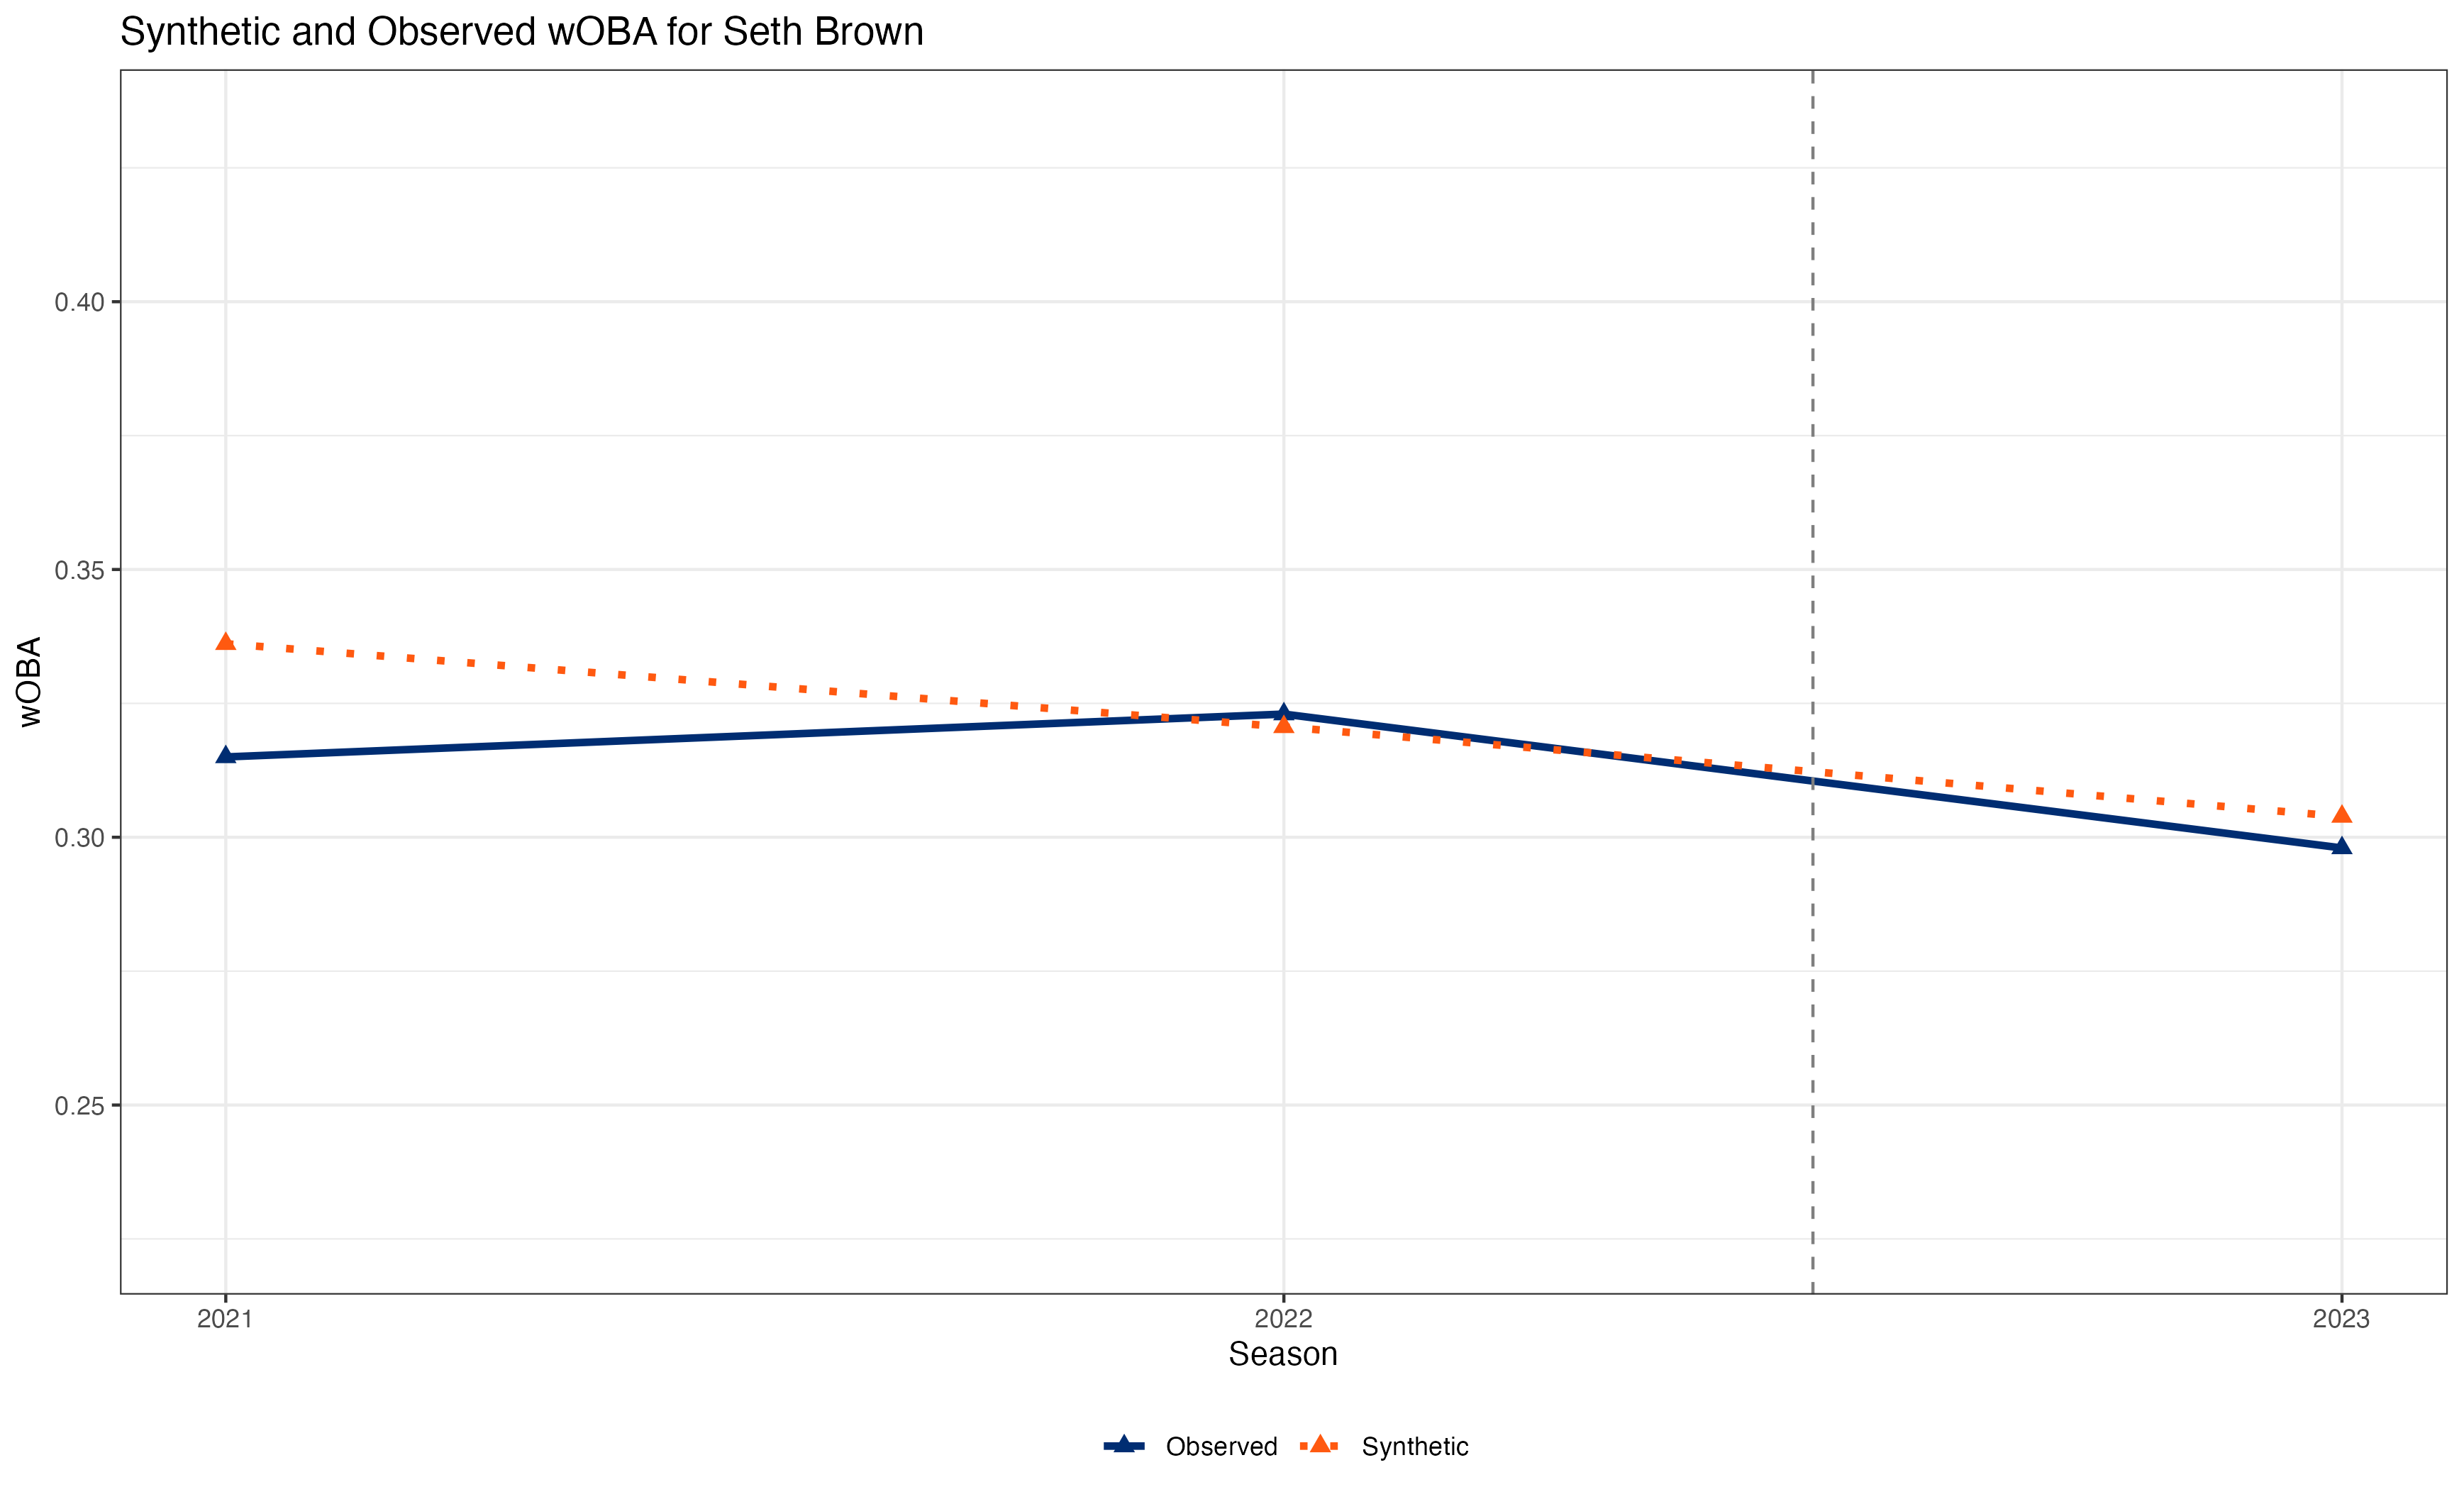 Synthetic and Observed wOBA for Seth Brown
wOBA
0.40
0.35
0.30
0.25
2021
2022
2023
Season
Observed
Synthetic